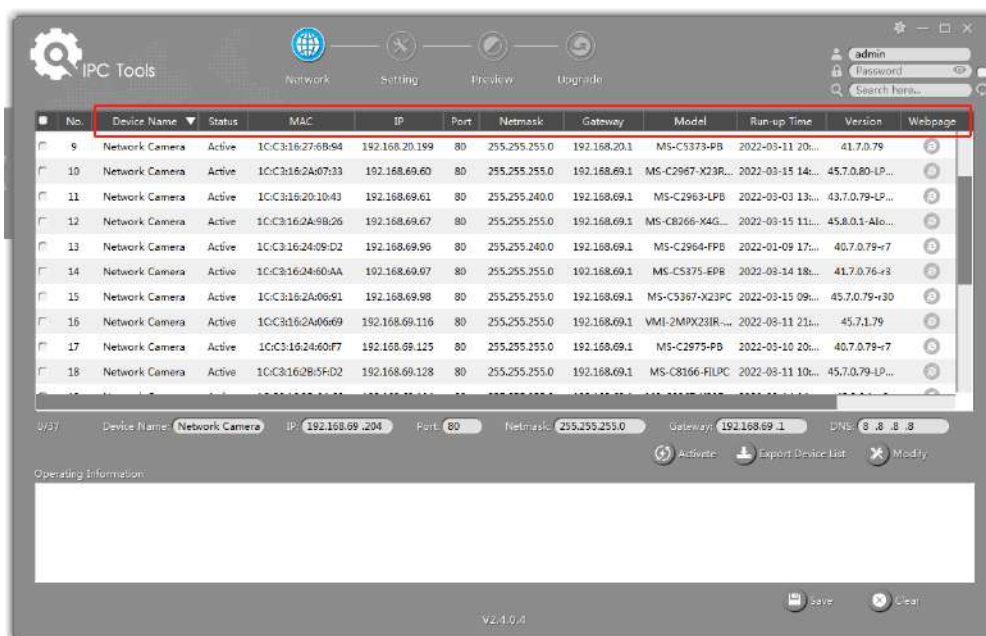 IPC Tools
Network Setting Preview Upgrade
admin
Password
Search here...
No. Device Name ▼ Status MAC IP Port Netmask Gateway Model Run-up Time Version Webpage
9 Network Camera Active 1C:C3:16:27:6B:94 192.168.20.199 80 255.255.255.0 192.168.20.1 MS-C5373-PB 2022-03-11 20:... 41.7.0.79
10 Network Camera Active 1C:C3:16:2A:07:33 192.168.69.60 80 255.255.255.0 192.168.69.1 MS-C2967-X23R... 2022-03-15 14:... 45.7.0.80-LP...
11 Network Camera Active 1C:C3:16:20:10:43 192.168.69.61 80 255.255.240.0 192.168.69.1 MS-C2963-LPB 2022-03-03 13:... 43.7.0.79-LP...
12 Network Camera Active 1C:C3:16:2A:9B:26 192.168.69.67 80 255.255.255.0 192.168.69.1 MS-C8266-X4G... 2022-03-15 11:... 45.8.0.1-AIo...
13 Network Camera Active 1C:C3:16:24:09:D2 192.168.69.96 80 255.255.240.0 192.168.69.1 MS-C2964-FPB 2022-01-09 17:... 40.7.0.79-r7
14 Network Camera Active 1C:C3:16:24:60:AA 192.168.69.97 80 255.255.255.0 192.168.69.1 MS-C5375-EPB 2022-03-14 18:... 41.7.0.76-r3
15 Network Camera Active 1C:C3:16:2A:06:91 192.168.69.98 80 255.255.255.0 192.168.69.1 MS-C5367-X23PC 2022-03-15 09:... 45.7.0.79-r30
16 Network Camera Active 1C:C3:16:2A:06:69 192.168.69.116 80 255.255.255.0 192.168.69.1 VMI-2MPX23IR-... 2022-03-11 21:... 45.7.1.79
17 Network Camera Active 1C:C3:16:24:60:F7 192.168.69.125 80 255.255.255.0 192.168.69.1 MS-C2975-PB 2022-03-10 20:... 40.7.0.79-r7
18 Network Camera Active 1C:C3:16:2B:5F:D2 192.168.69.128 80 255.255.255.0 192.168.69.1 MS-C8166-FILPC 2022-03-11 10:... 45.7.0.79-LP...
0/37 Device Name: Network Camera IP: 192.168.69 .204 Port: 80 Netmask: 255.255.255.0 Gateway: 192.168.69 .1 DNS: 8 .8 .8 .8
Activate Export Device List Modify
Operating Information
Save Clear
V2.4.0.4